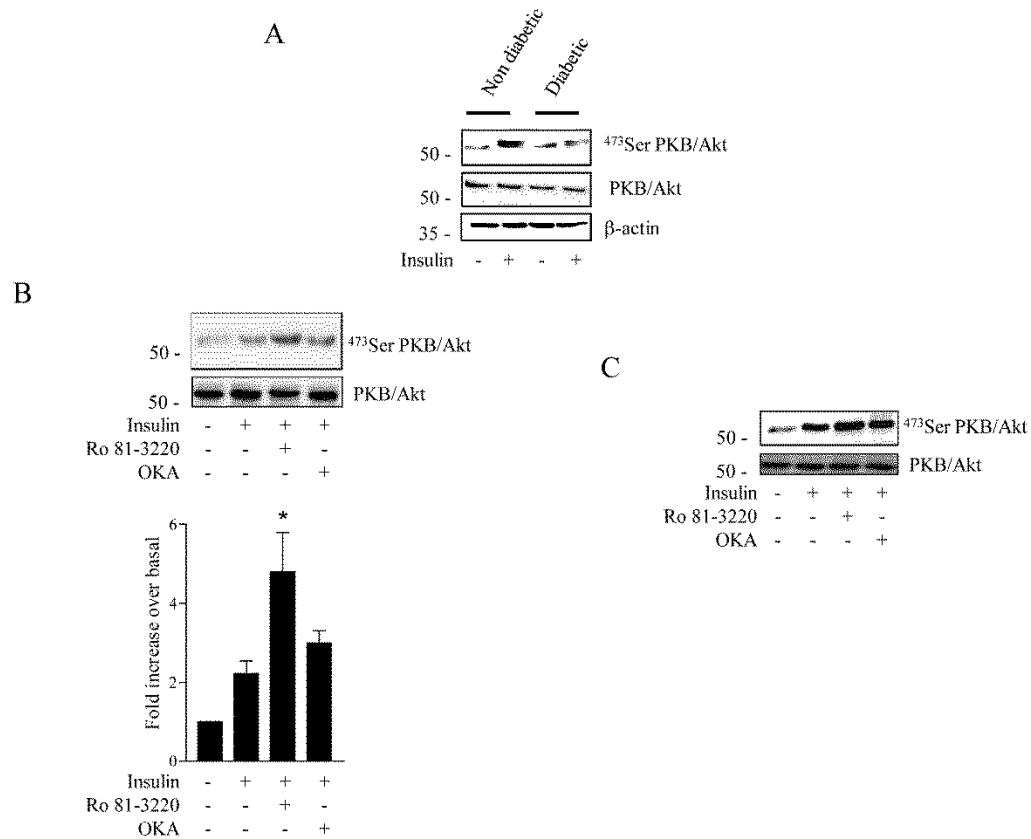 A
Non diabetic
Diabetic
50 -
473Ser PKB/Akt
50 -
PKB/Akt
35 -
β-actin
Insulin - + - +
B
50 -
473Ser PKB/Akt
50 -
PKB/Akt
Insulin - + + +
Ro 81-3220 - - + -
OKA - - - +
Fold increase over basal
6
4
2
0
*
Insulin - + + +
Ro 81-3220 - - + -
OKA - - - +
C
50 -
473Ser PKB/Akt
50 -
PKB/Akt
Insulin - + + +
Ro 81-3220 - - + -
OKA - - - +